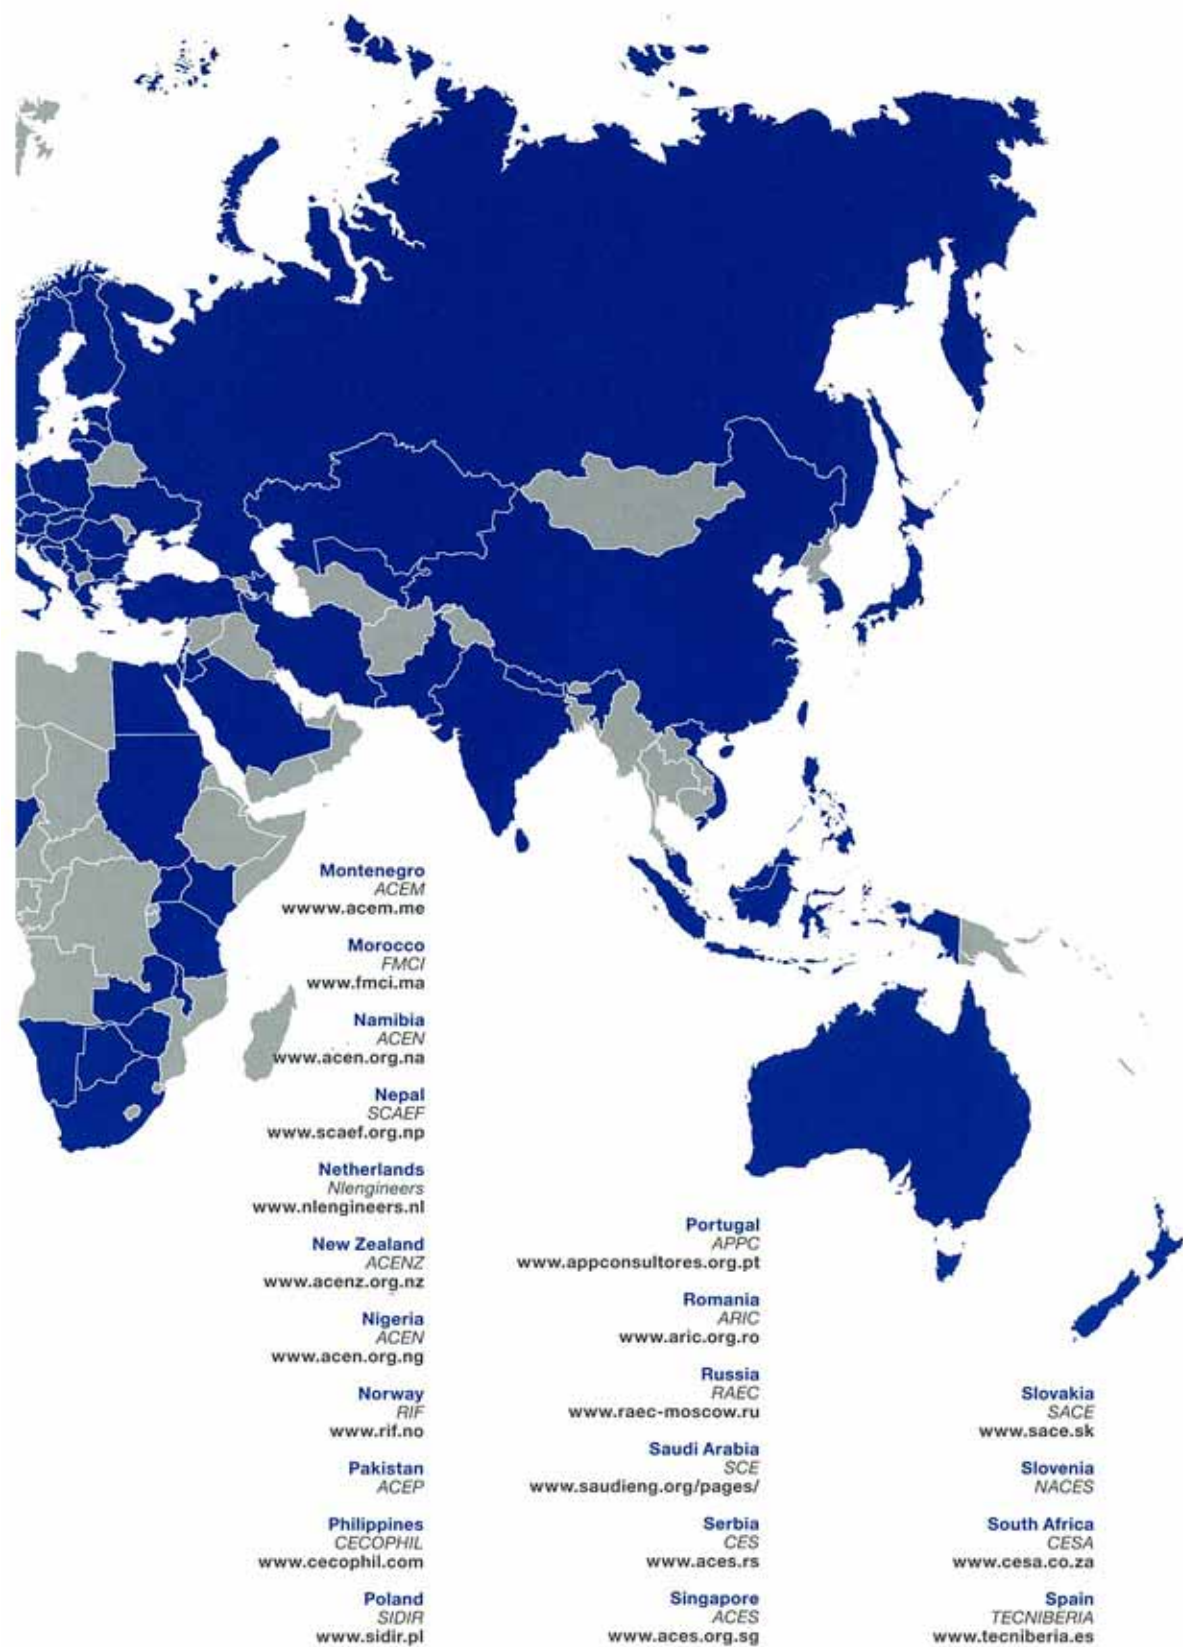 Montenegro
ACEM
wwww.acem.me
Morocco
FMCI
www.fmci.ma
Namibia
ACEN
www.acen.org.na
Nepal
SCAEF
www.scaef.org.np
Netherlands
Nlengineers
www.nlengineers.nl
New Zealand
ACENZ
www.acenz.org.nz
Nigeria
ACEN
www.acen.org.ng
Norway
RIF
www.rif.no
Pakistan
ACEP
Philippines
CECOPHIL
www.cecophil.com
Poland
SIDIR
www.sidir.pl
Portugal
APPC
www.appconsultores.org.pt
Romania
ARIC
www.aric.org.ro
Russia
RAEC
www.raec-moscow.ru
Saudi Arabia
SCE
www.saudieng.org/pages/
Serbia
CES
www.aces.rs
Singapore
ACES
www.aces.org.sg
Slovakia
SACE
www.sace.sk
Slovenia
NACES
South Africa
CESA
www.cesa.co.za
Spain
TECNIBERIA
www.tecniberia.es